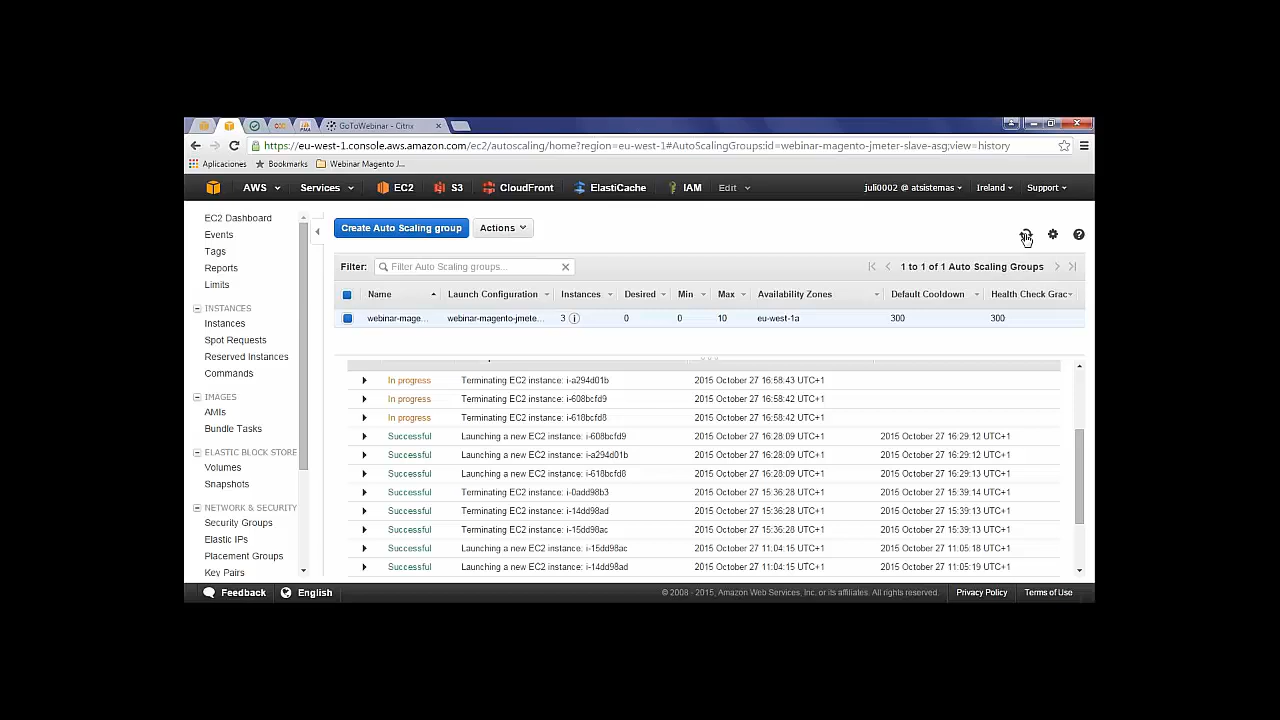 GoToWebinar - Citrix
https://eu-west-1.console.aws.amazon.com/ec2/autoscaling/home?region=eu-west-1#AutoScalingGroups:id=webinar-magento-jmeter-slave-asg;view=history
Aplicaciones Bookmarks Webinar Magento J...
AWS Services EC2 S3 CloudFront ElastiCache IAM Edit juli0002 @ atsistemas Ireland Support
EC2 Dashboard
Events
Tags
Reports
Limits
INSTANCES
Instances
Spot Requests
Reserved Instances
Commands
IMAGES
AMIs
Bundle Tasks
ELASTIC BLOCK STORE
Volumes
Snapshots
NETWORK & SECURITY
Security Groups
Elastic IPs
Placement Groups
Key Pairs
Create Auto Scaling group Actions
Filter: Filter Auto Scaling groups... 1 to 1 of 1 Auto Scaling Groups
Name Launch Configuration Instances Desired Min Max Availability Zones Default Cooldown Health Check Grac
webinar-mage... webinar-magento-jmete... 3 0 0 10 eu-west-1a 300 300
In progress Terminating EC2 instance: i-a294d01b 2015 October 27 16:58:43 UTC+1
In progress Terminating EC2 instance: i-608bcfd9 2015 October 27 16:58:42 UTC+1
In progress Terminating EC2 instance: i-618bcfd8 2015 October 27 16:58:42 UTC+1
Successful Launching a new EC2 instance: i-608bcfd9 2015 October 27 16:28:09 UTC+1 2015 October 27 16:29:12 UTC+1
Successful Launching a new EC2 instance: i-a294d01b 2015 October 27 16:28:09 UTC+1 2015 October 27 16:29:12 UTC+1
Successful Launching a new EC2 instance: i-618bcfd8 2015 October 27 16:28:09 UTC+1 2015 October 27 16:29:13 UTC+1
Successful Terminating EC2 instance: i-0add98b3 2015 October 27 15:36:28 UTC+1 2015 October 27 15:39:14 UTC+1
Successful Terminating EC2 instance: i-14dd98ad 2015 October 27 15:36:28 UTC+1 2015 October 27 15:39:13 UTC+1
Successful Terminating EC2 instance: i-15dd98ac 2015 October 27 15:36:28 UTC+1 2015 October 27 15:39:13 UTC+1
Successful Launching a new EC2 instance: i-15dd98ac 2015 October 27 11:04:15 UTC+1 2015 October 27 11:05:18 UTC+1
Successful Launching a new EC2 instance: i-14dd98ad 2015 October 27 11:04:15 UTC+1 2015 October 27 11:05:19 UTC+1
Feedback English © 2008 - 2015, Amazon Web Services, Inc. or its affiliates. All rights reserved. Privacy Policy Terms of Use